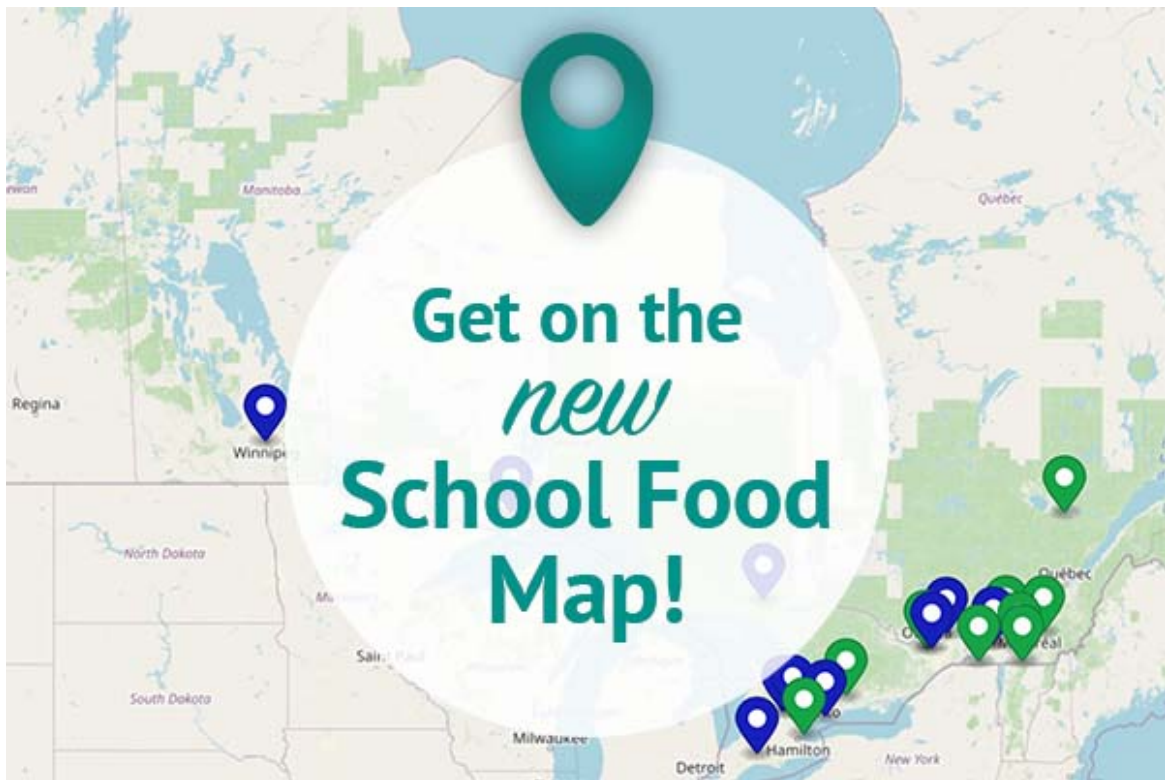 Manitoba
Québec
Get on the
new
School Food
Map!
Regina
North Dakota
Québec
South Dakota
Milwaukee
Hamilton
Detroit
New York